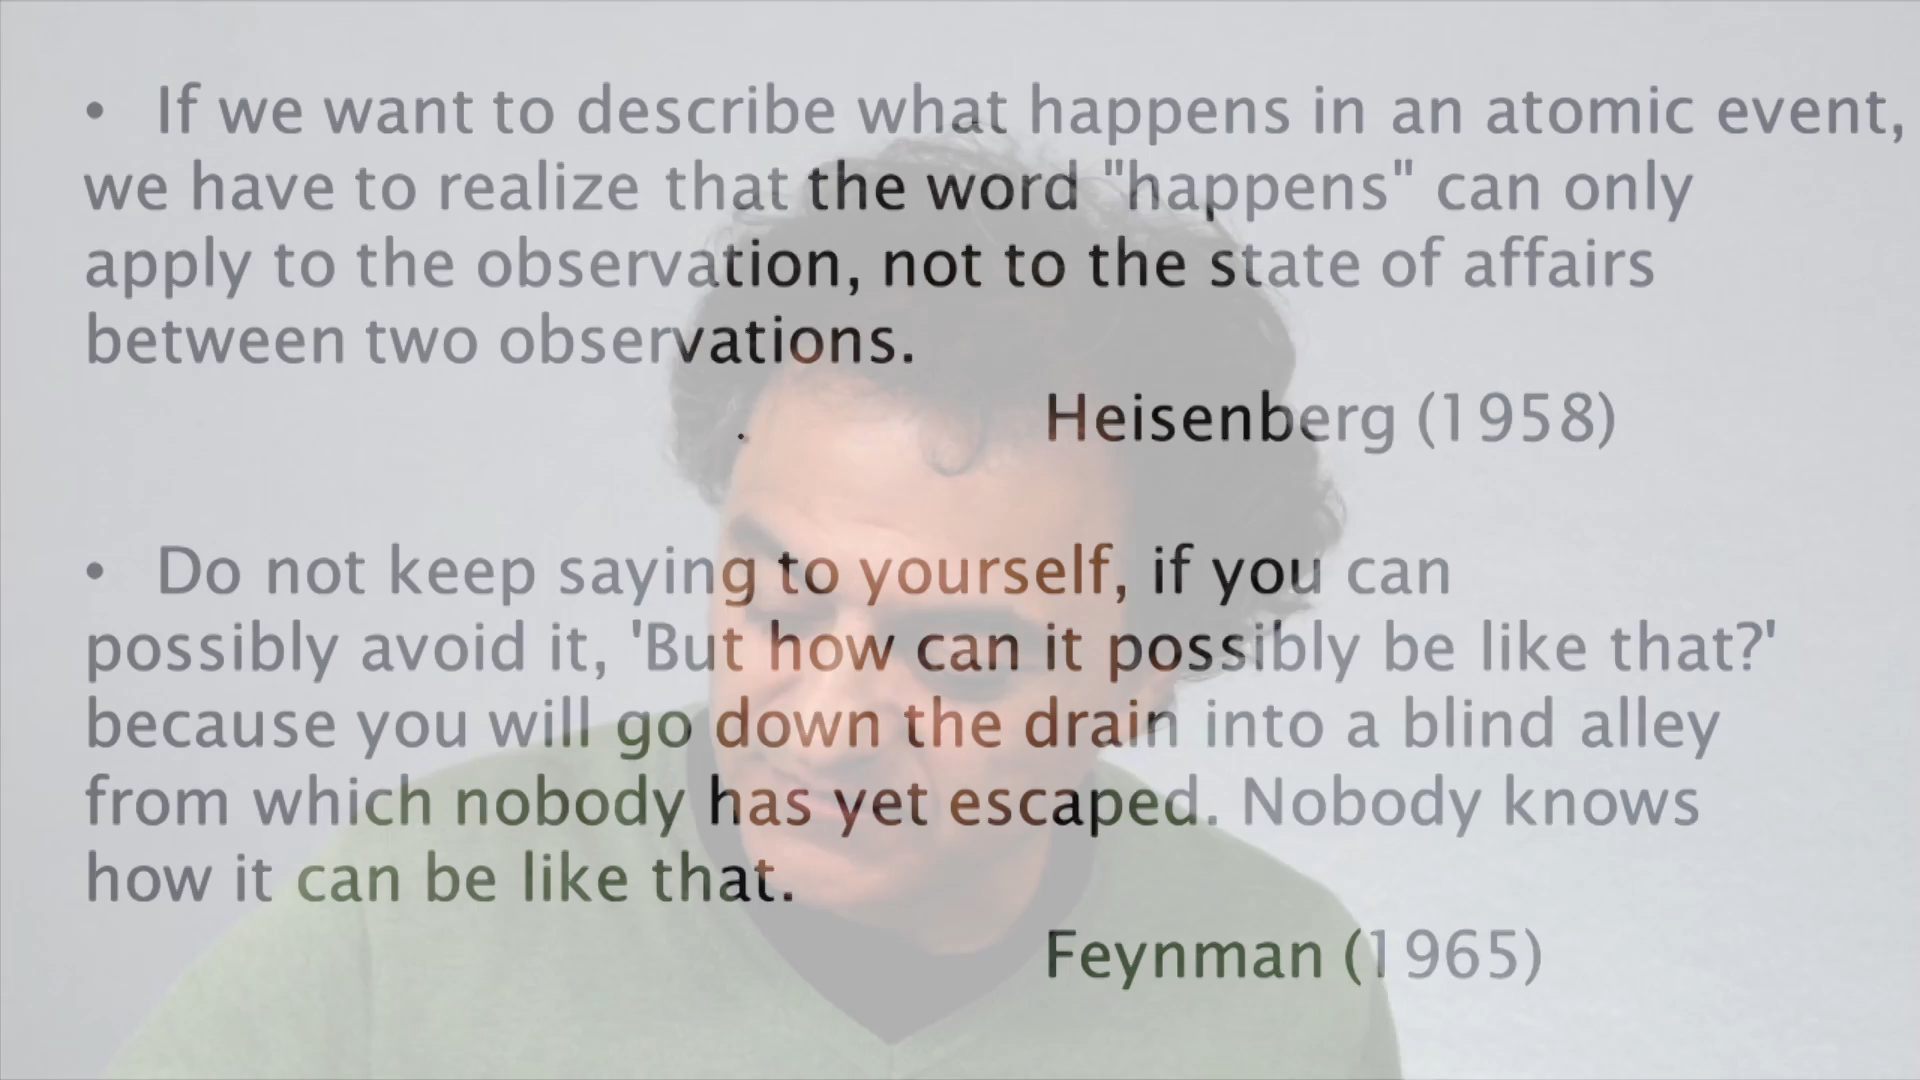 • If we want to describe what happens in an atomic event,
we have to realize that the word "happens" can only
apply to the observation, not to the state of affairs
between two observations.
Heisenberg (1958)
• Do not keep saying to yourself, if you can
possibly avoid it, 'But how can it possibly be like that?'
because you will go down the drain into a blind alley
from which nobody has yet escaped. Nobody knows
how it can be like that.
Feynman (1965)